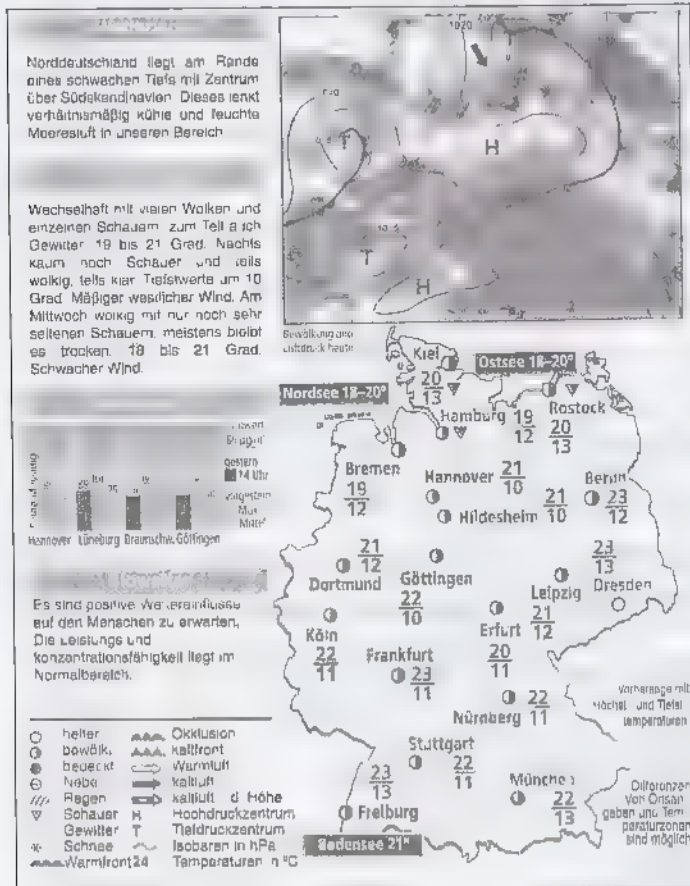 Norddeutschland liegt am Rande
eines schwachen Tiefs mit Zentrum
über Südskandinavien Dieses lenkt
verhältnismäßig kühle und feuchte
Meeresluft in unseren Bereich
Wechselhaft mit vielen Wolken und
einzelnen Schauern zum Teil auch
Gewitter 19 bis 21 Grad. Nachts
kaum noch Schauer und teils
wolkig, teils klar Tiefstwerte um 10
Grad Mäßiger westlicher Wind. Am
Mittwoch wolkig mit nur noch sehr
seltenen Schauern, meistens bleibt
es trocken. 18 bis 21 Grad.
Schwacher Wind.
gestern
14 Uhr
Hannover Lüneburg Braunschw. Göttingen
Es sind positive Wettereinflüsse
auf den Menschen zu erwarten.
Die Leistungs und
konzentrationsfähigkeit liegt im
Normalbereich.
heiter Okklusion
bewölkt kaltfront
bedeckt Warmluft
Nebel kaltluft
Regen kaltluft d Höhe
Schauer H Hochdruckzentrum
Gewitter T Tiefdruckzentrum
Schnee Isobaren in hPa
Warmfront 24 Temperaturen in °C
1020
T
H
T
T
H
Bewölkung und
Luftdruck heute
Kiel
20
13
Ostsee 18–20°
Nordsee 18–20°
Hamburg 19
12
Rostock
20
13
Bremen
19
12
Hannover 21
10
Hildesheim 21
10
Berlin
23
12
21
12
Dortmund
Göttingen
22
10
Leipzig
21
12
23
13
Dresden
Köln
22
11
Erfurt
20
11
Frankfurt
23
11
Nürnberg 22
11
Vorhersage mit
Höchst und Tiefst
temperaturen
Stuttgart
22
11
23
13
Freiburg
München
22
13
Bodensee 21°
Differenzen
von Ortsan
gaben und Tem
peraturzonen
sind möglich